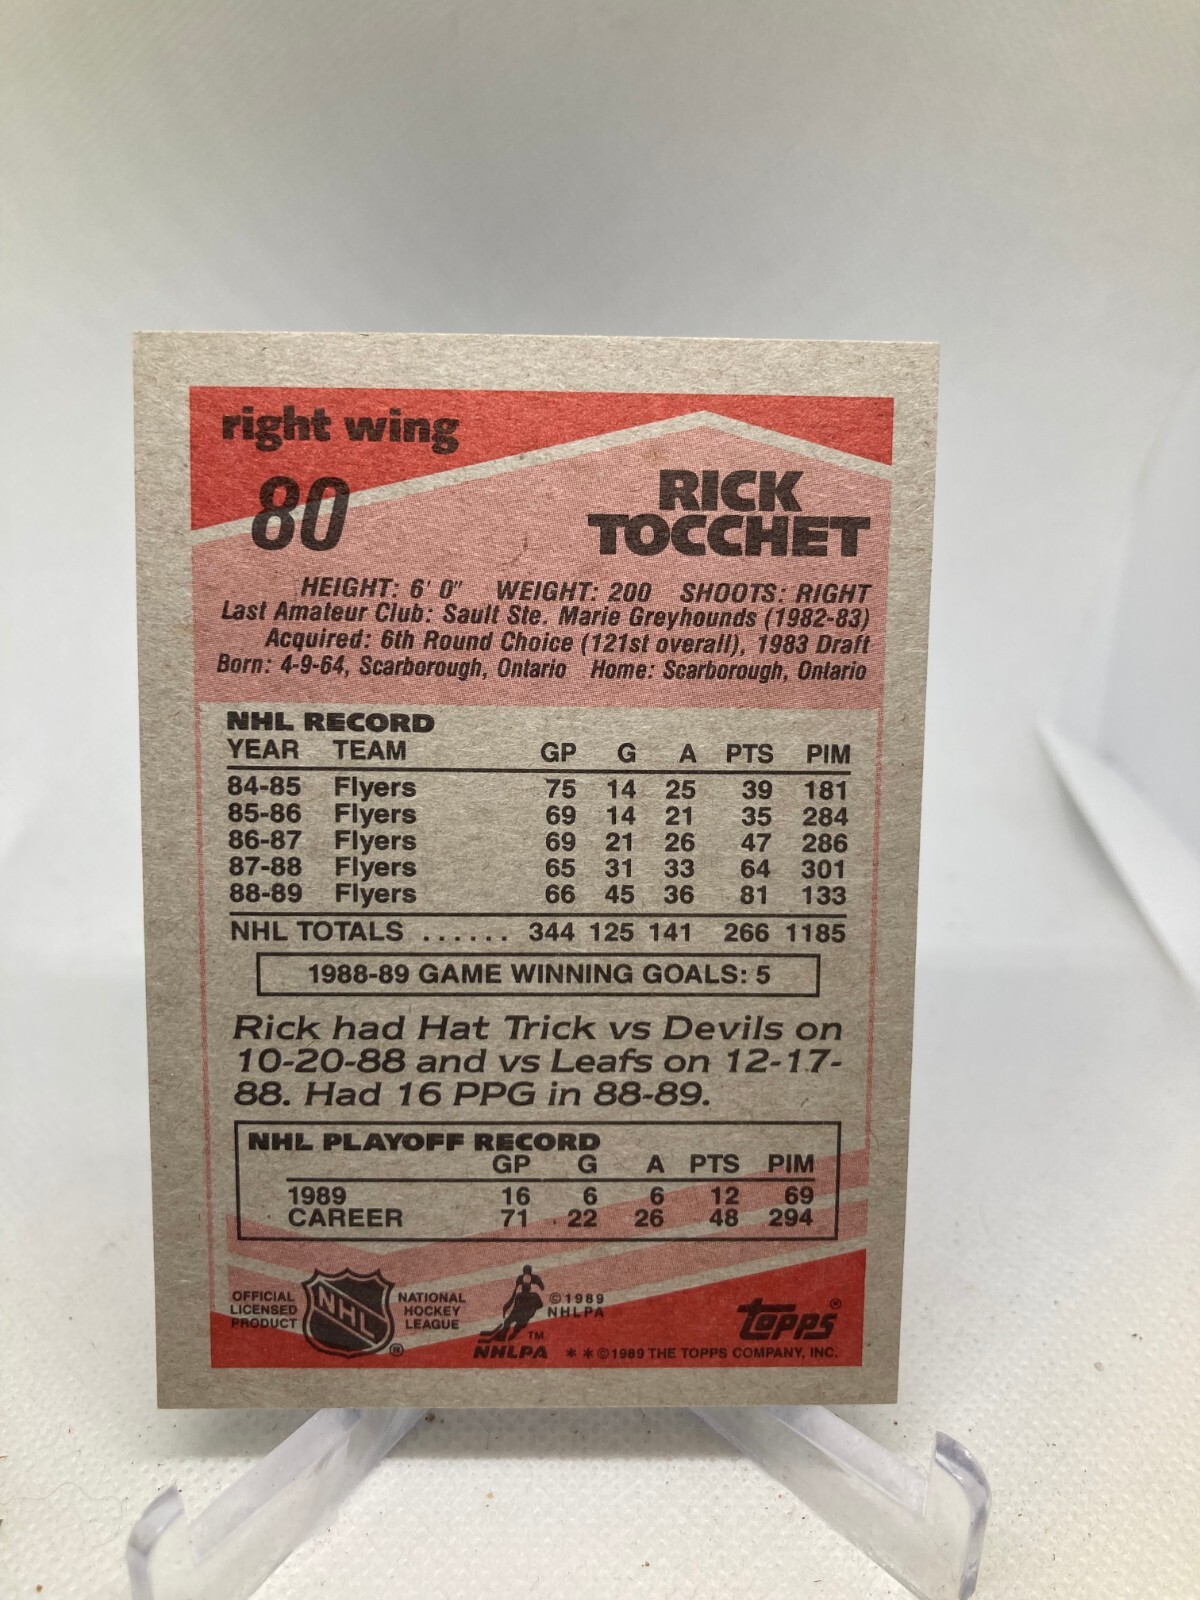 right wing
80
RICK
TOCCHET
HEIGHT: 6' 0" WEIGHT: 200 SHOOTS: RIGHT
Last Amateur Club: Sault Ste. Marie Greyhounds (1982-83)
Acquired: 6th Round Choice (121st overall), 1983 Draft
Born: 4-9-64, Scarborough, Ontario Home: Scarborough, Ontario
NHL RECORD
YEAR TEAM GP G A PTS PIM
84-85 Flyers 75 14 25 39 181
85-86 Flyers 69 14 21 35 284
86-87 Flyers 69 21 26 47 286
87-88 Flyers 65 31 33 64 301
88-89 Flyers 66 45 36 81 133
NHL TOTALS ...... 344 125 141 266 1185
1988-89 GAME WINNING GOALS: 5
Rick had Hat Trick vs Devils on
10-20-88 and vs Leafs on 12-17-
88. Had 16 PPG in 88-89.
NHL PLAYOFF RECORD
GP G A PTS PIM
1989 16 6 6 12 69
CAREER 71 22 26 48 294
OFFICIAL
LICENSED
PRODUCT
NHL
®
NATIONAL
HOCKEY
LEAGUE
TM
NHLPA
©1989
NHLPA
Topps®
**©1989 THE TOPPS COMPANY, INC.